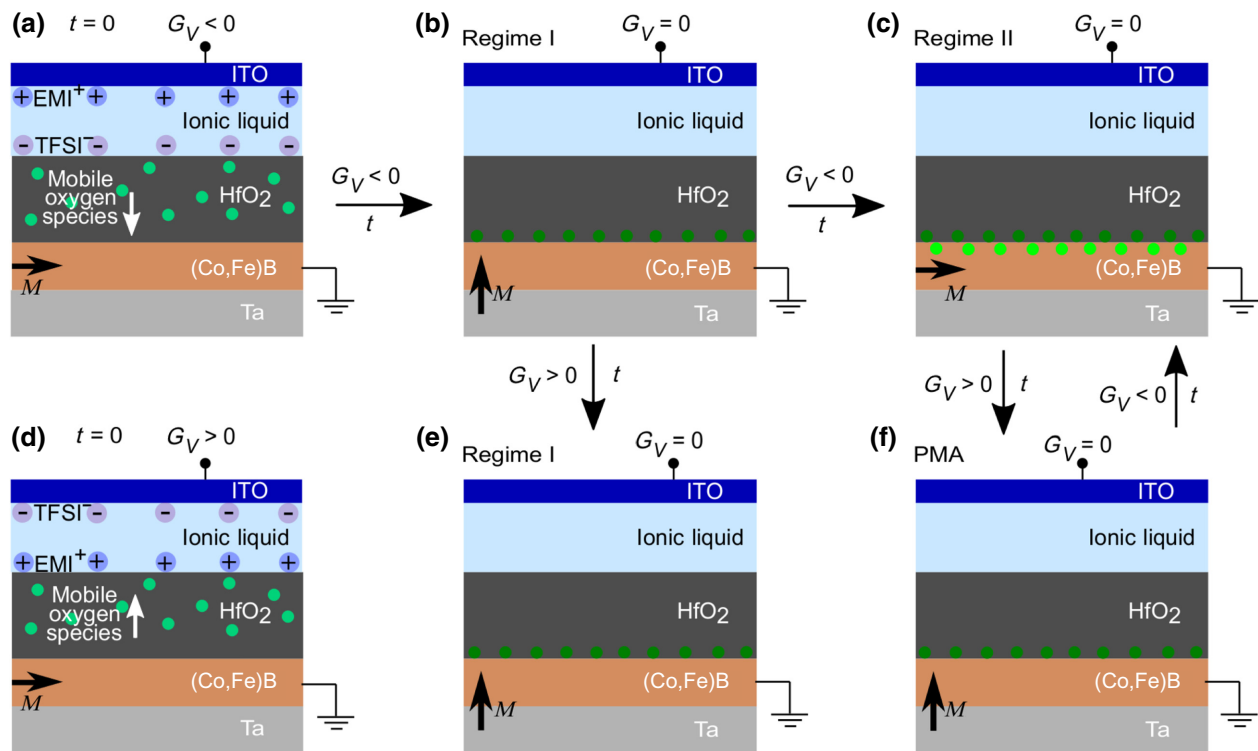 (a) t = 0 G_V < 0
ITO
EMI⁺
Ionic liquid
TFSI⁻
Mobile
oxygen
species
HfO₂
(Co,Fe)B
M
Ta
G_V < 0
t
(b) Regime I G_V = 0
ITO
Ionic liquid
HfO₂
(Co,Fe)B
M
Ta
G_V < 0
t
(c) Regime II G_V = 0
ITO
Ionic liquid
HfO₂
(Co,Fe)B
M
Ta
G_V > 0 t
G_V > 0 t
G_V < 0 t
(d) t = 0 G_V > 0
ITO
TFSI⁻
Ionic liquid
EMI⁺
Mobile
oxygen
species
HfO₂
(Co,Fe)B
M
Ta
(e) Regime I G_V = 0
ITO
Ionic liquid
HfO₂
(Co,Fe)B
M
Ta
(f) PMA G_V = 0
ITO
Ionic liquid
HfO₂
(Co,Fe)B
M
Ta